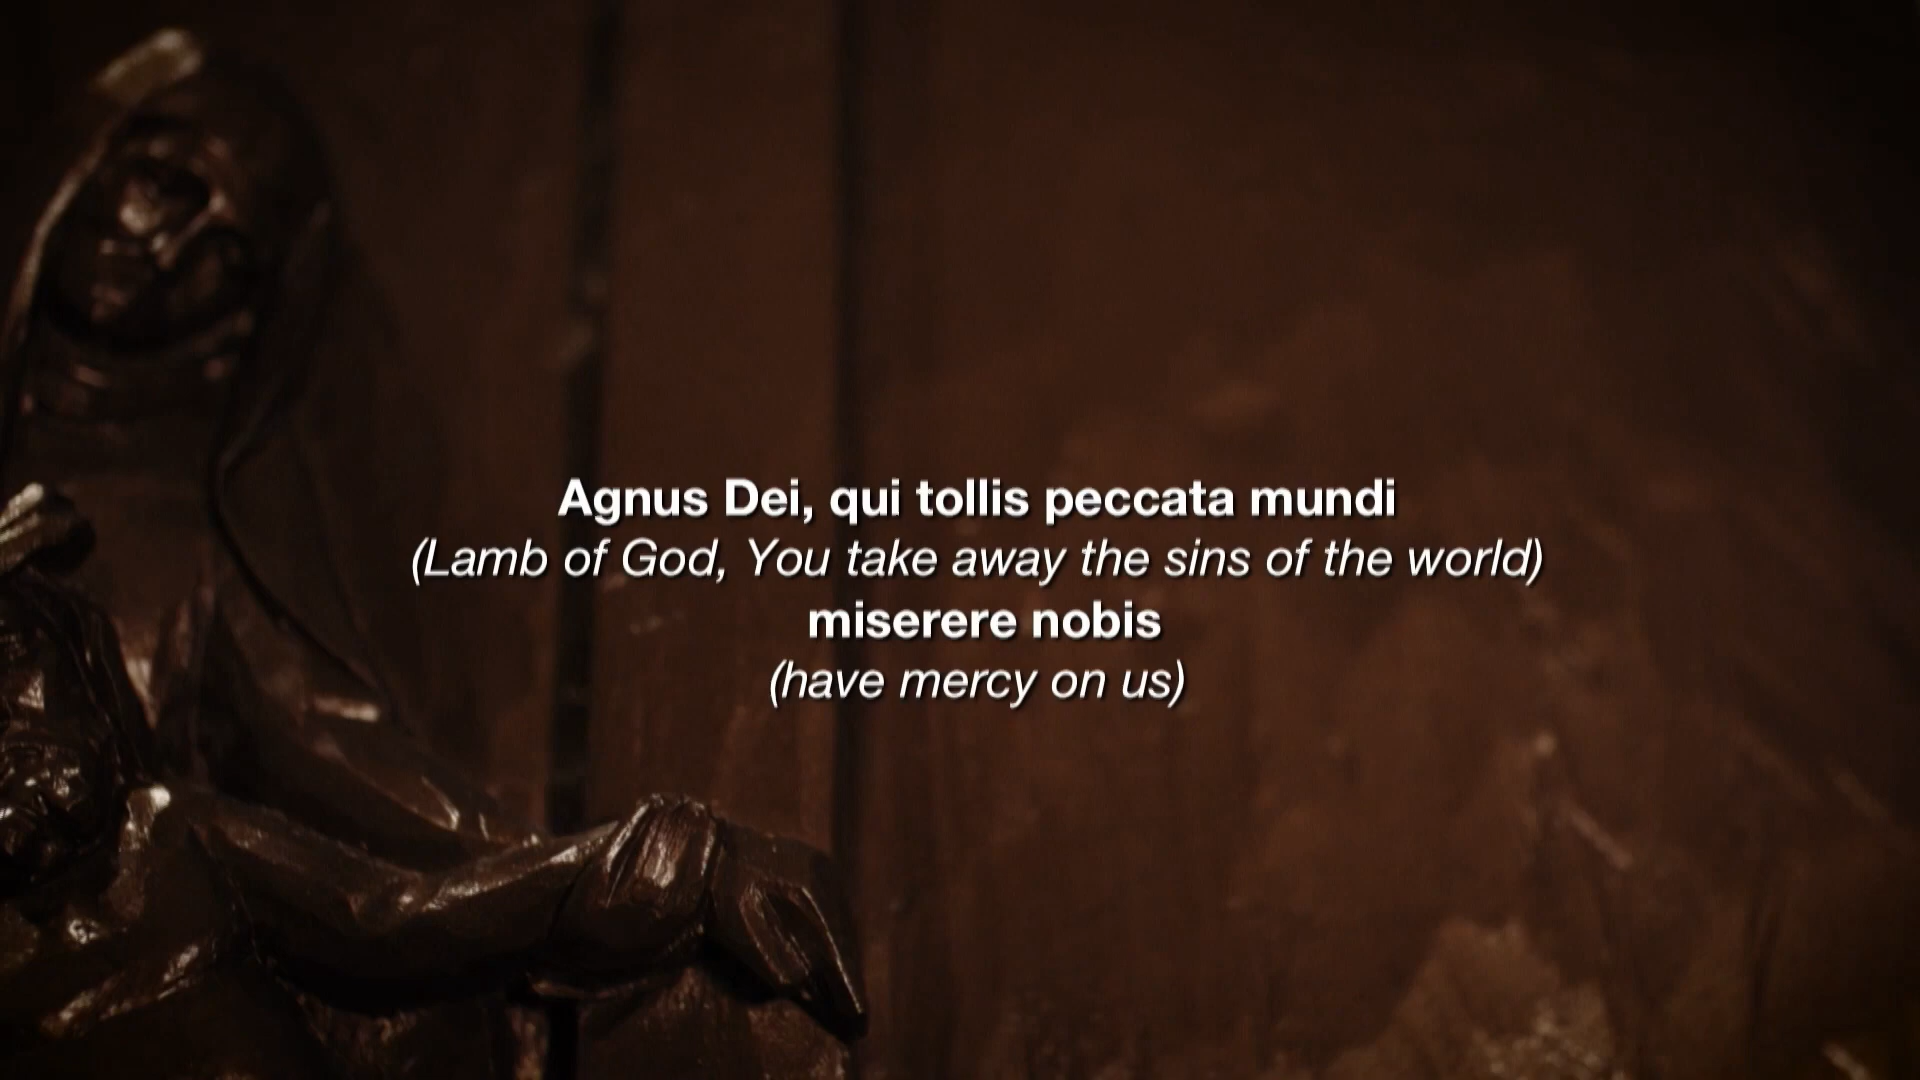 Agnus Dei, qui tollis peccata mundi
(Lamb of God, You take away the sins of the world)
miserere nobis
(have mercy on us)